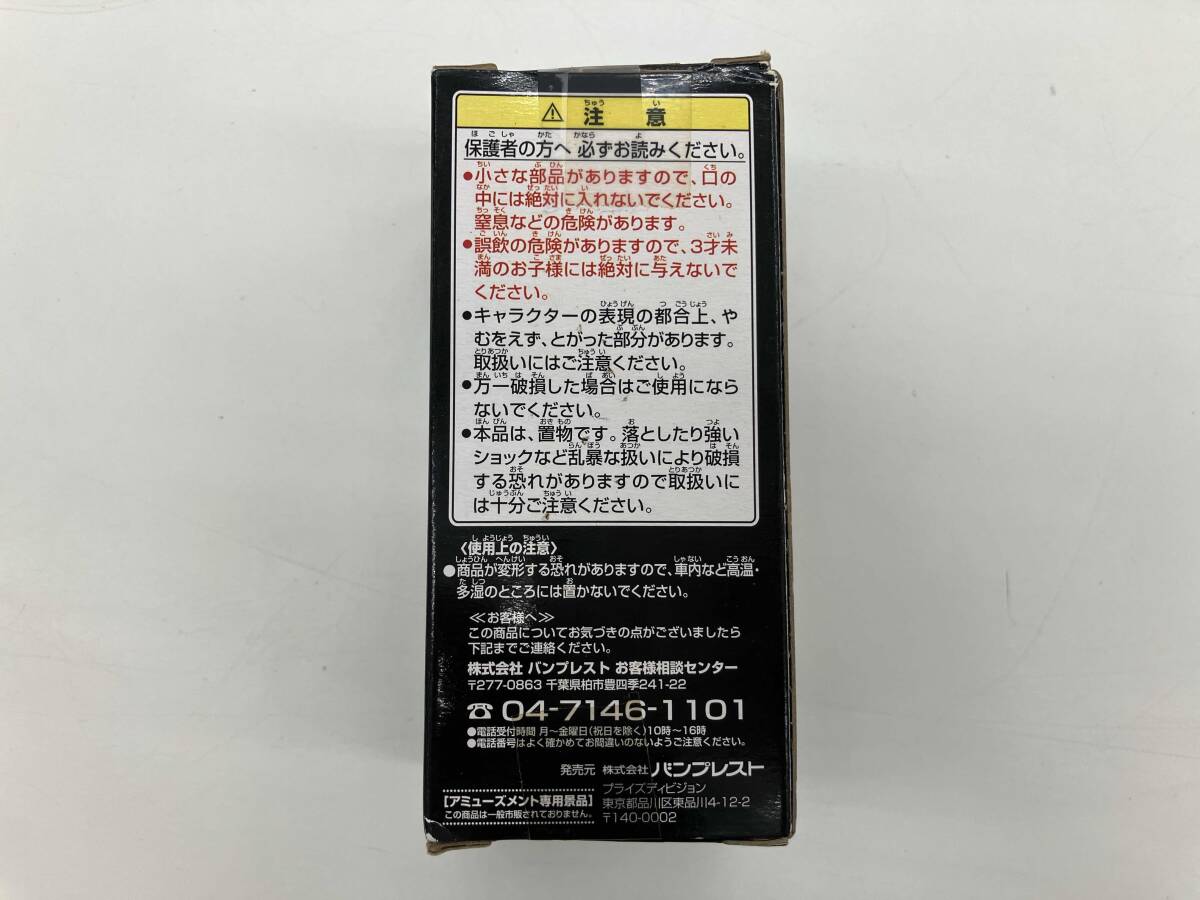 ⚠ 注意
保護者の方へ 必ずお読みください。
●小さな部品がありますので、口の
中には絶対に入れないでください。
窒息などの危険があります。
●誤飲の危険がありますので、3才未
満のお子様には絶対に与えないで
ください。
●キャラクターの表現の都合上、や
むをえず、とがった部分があります。
取扱いにはご注意ください。
●万一破損した場合はご使用になら
ないでください。
●本品は、置物です。落としたり強い
ショックなど乱暴な扱いにより破損
する恐れがありますので取扱いに
は十分ご注意ください。
〈使用上の注意〉
●商品が変形する恐れがありますので、車内など高温・
多湿のところには置かないでください。
≪お客様へ≫
この商品についてお気づきの点がございましたら
下記までご連絡ください。
株式会社 バンプレスト お客様相談センター
〒277-0863 千葉県柏市豊四季241-22
☎ 04-7146-1101
●電話受付時間 月〜金曜日(祝日を除く)10時〜16時
●電話番号はよく確かめてお間違いのないようご注意ください。
発売元 株式会社 バンプレスト
プライズディビジョン
東京都品川区東品川4-12-2
〒140-0002
【アミューズメント専用景品】
この商品は一般市販されておりません。